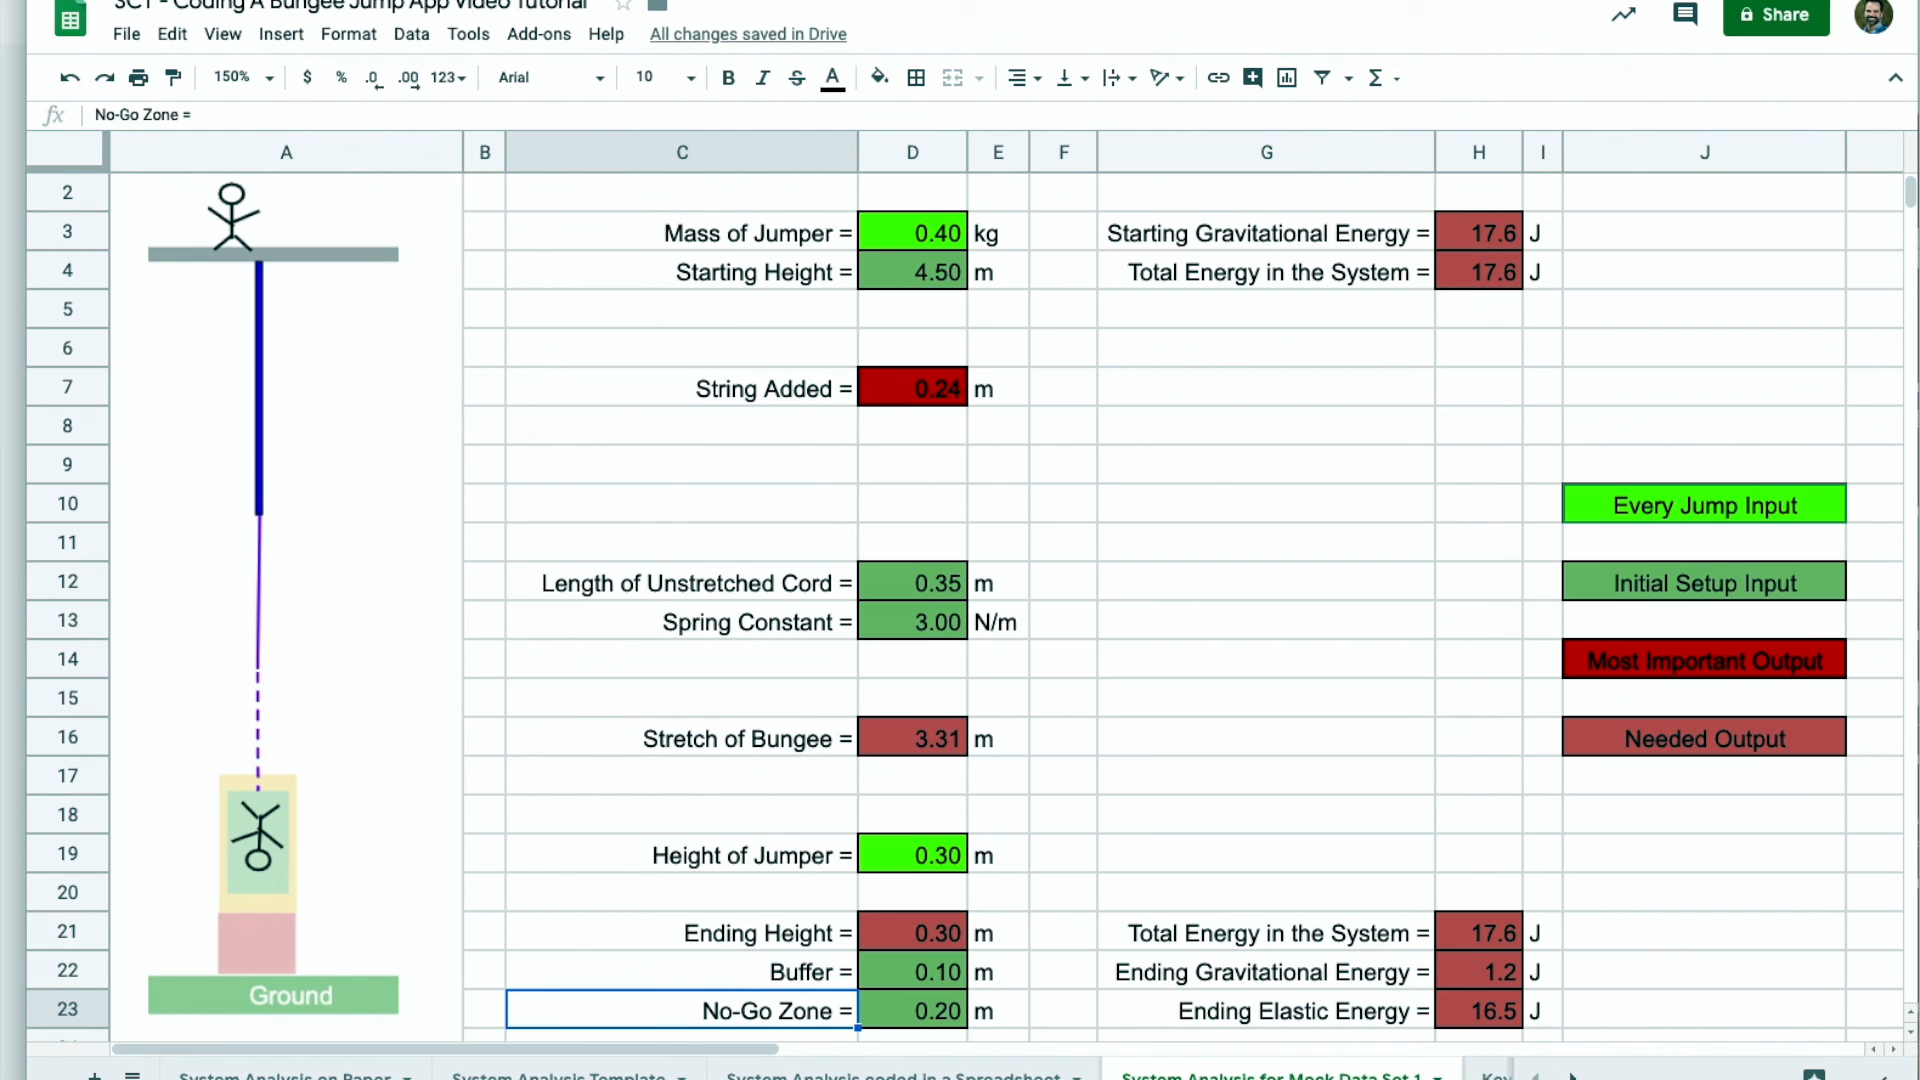 SCT - Coding A Bungee Jump App Video Tutorial
File Edit View Insert Format Data Tools Add-ons Help All changes saved in Drive
Share
150% $ % .0 .00 123 Arial 10 B I S A
fx No-Go Zone =
A B C D E F G H I J
2
3 Mass of Jumper = 0.40 kg Starting Gravitational Energy = 17.6 J
4 Starting Height = 4.50 m Total Energy in the System = 17.6 J
5
6
7 String Added = 0.24 m
8
9
10 Every Jump Input
11
12 Length of Unstretched Cord = 0.35 m Initial Setup Input
13 Spring Constant = 3.00 N/m
14 Most Important Output
15
16 Stretch of Bungee = 3.31 m Needed Output
17
18
19 Height of Jumper = 0.30 m
20
21 Ending Height = 0.30 m Total Energy in the System = 17.6 J
22 Buffer = 0.10 m Ending Gravitational Energy = 1.2 J
Ground
23 No-Go Zone = 0.20 m Ending Elastic Energy = 16.5 J
System Analysis on Paper System Analysis Template System Analysis coded in a Spreadsheet System Analysis for Mock Data Set 1 Key